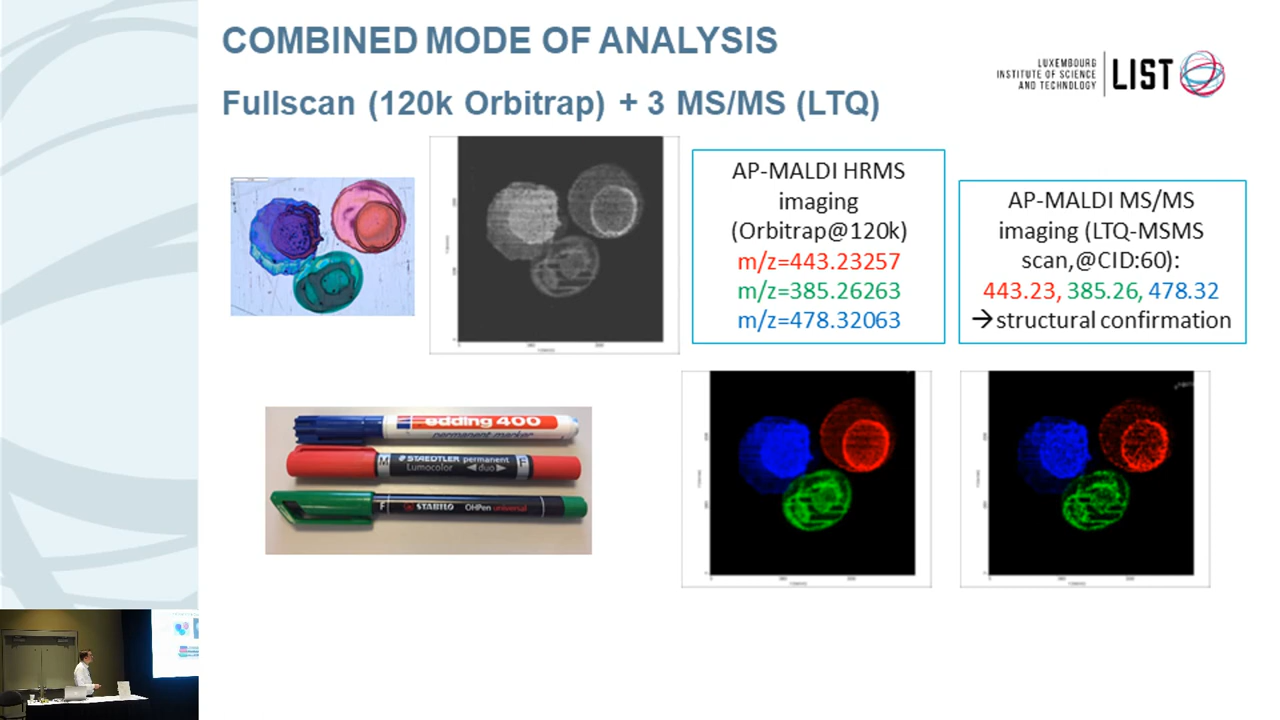 COMBINED MODE OF ANALYSIS
Fullscan (120k Orbitrap) + 3 MS/MS (LTQ)
LUXEMBOURG
INSTITUTE OF SCIENCE
AND TECHNOLOGY
LIST
AP-MALDI HRMS
imaging
(Orbitrap@120k)
m/z=443.23257
m/z=385.26263
m/z=478.32063
AP-MALDI MS/MS
imaging (LTQ-MSMS
scan,@CID:60):
443.23, 385.26, 478.32
→structural confirmation
edding 400
permanent marker
M STAEDTLER permanent F
Lumocolor ◄duo►
F STABILO OHPen universal